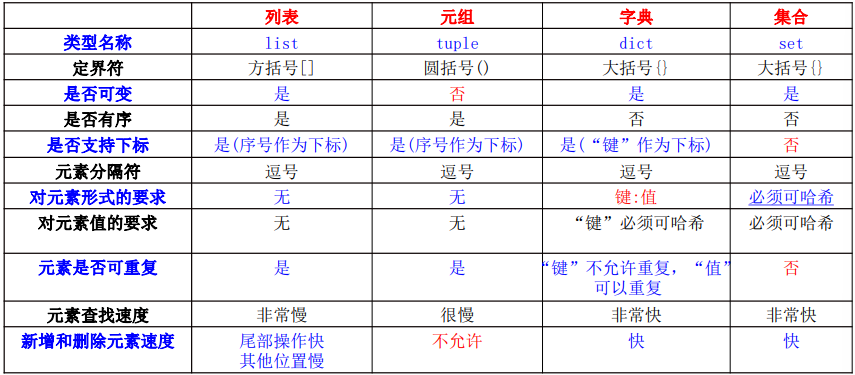 列表 元组 字典 集合
类型名称 list tuple dict set
定界符 方括号[] 圆括号() 大括号{} 大括号{}
是否可变 是 否 是 是
是否有序 是 是 否 否
是否支持下标 是(序号作为下标) 是(序号作为下标) 是(“键”作为下标) 否
元素分隔符 逗号 逗号 逗号 逗号
对元素形式的要求 无 无 键:值 必须可哈希
对元素值的要求 无 无 “键”必须可哈希 必须可哈希
元素是否可重复 是 是 “键”不允许重复，“值” 否
可以重复
元素查找速度 非常慢 很慢 非常快 非常快
新增和删除元素速度 尾部操作快 不允许 快 快
其他位置慢